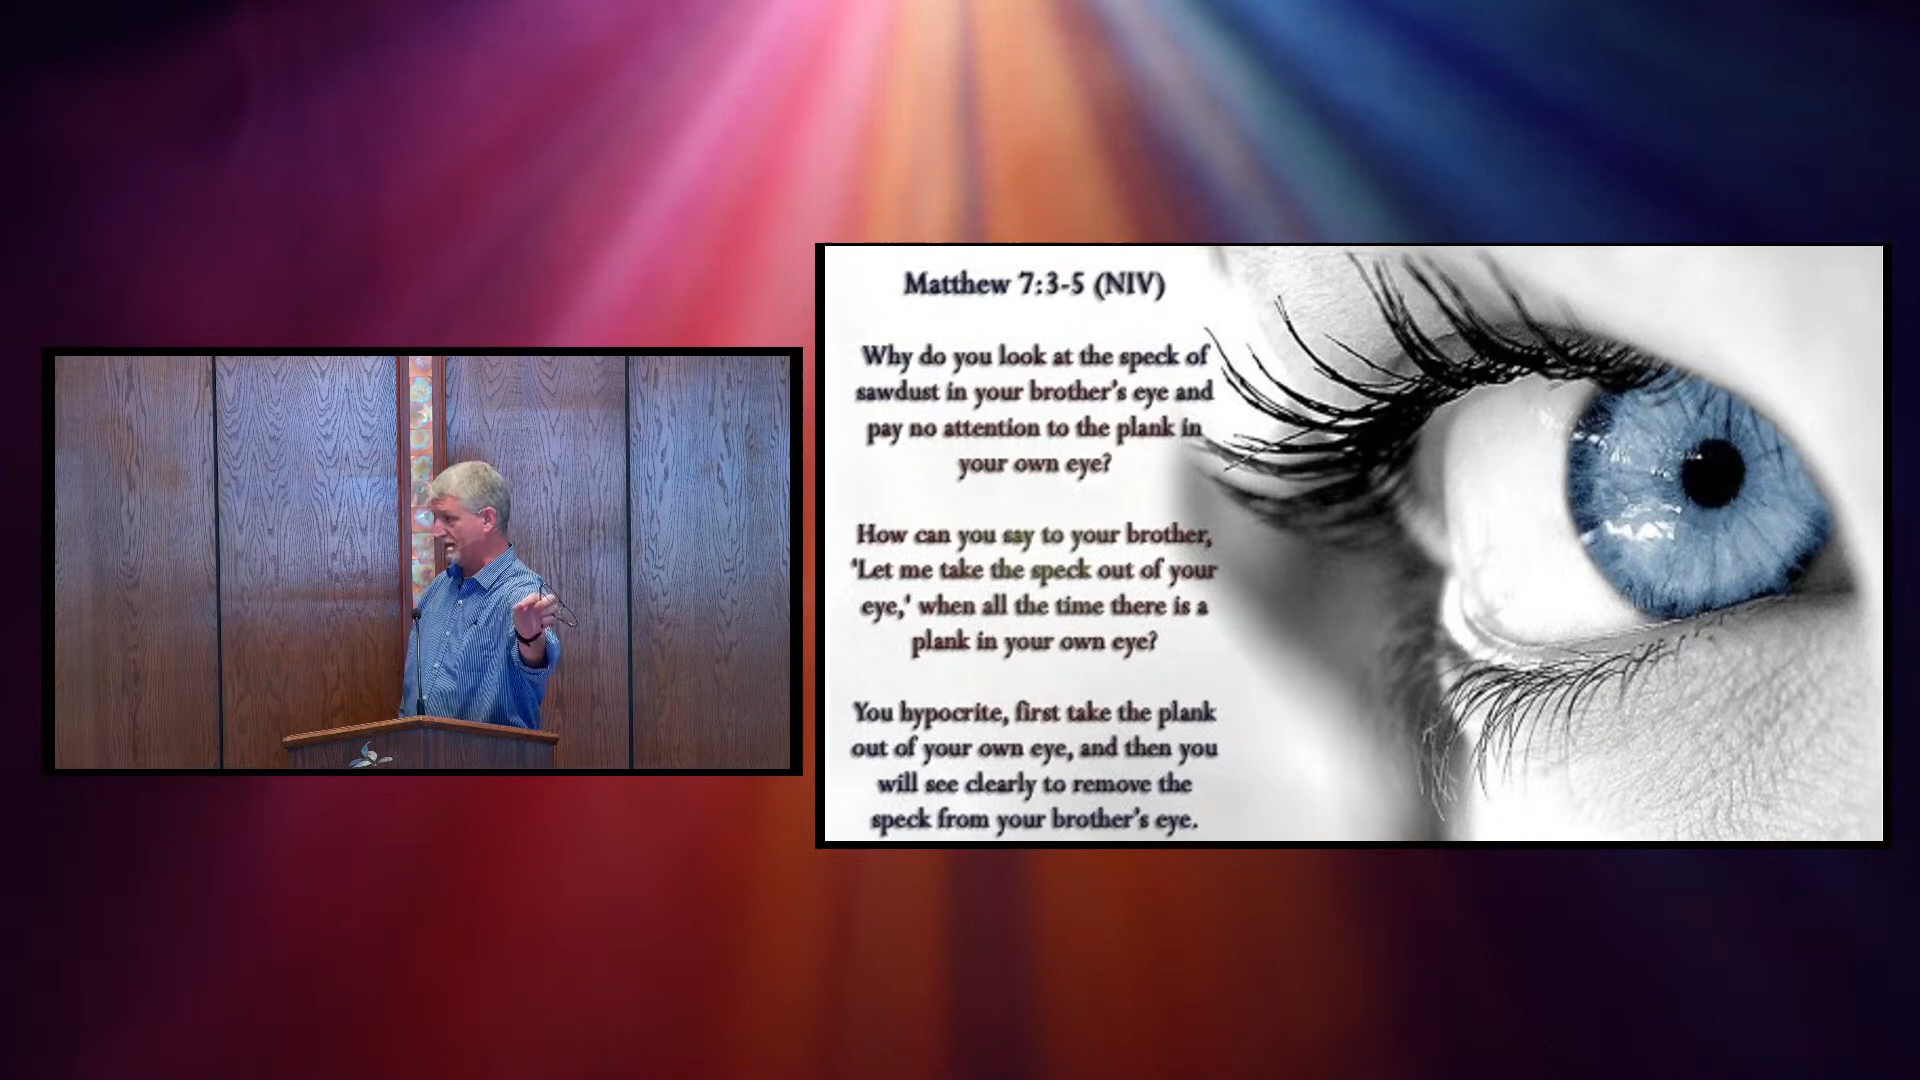 Matthew 7:3-5 (NIV)
Why do you look at the speck of
sawdust in your brother's eye and
pay no attention to the plank in
your own eye?
How can you say to your brother,
'Let me take the speck out of your
eye,' when all the time there is a
plank in your own eye?
You hypocrite, first take the plank
out of your own eye, and then you
will see clearly to remove the
speck from your brother's eye.